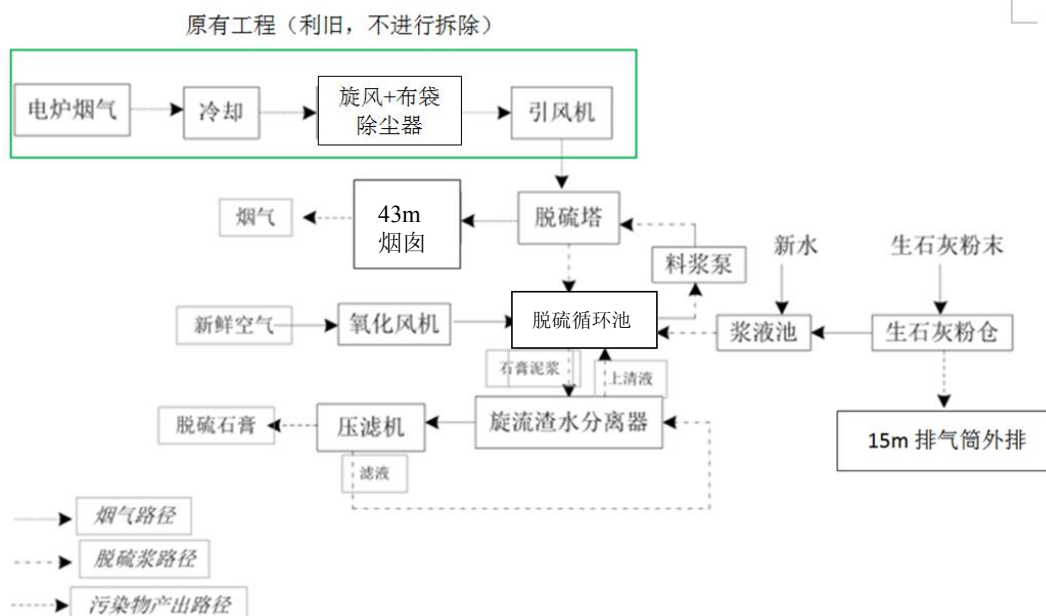 原有工程（利旧，不进行拆除）
电炉烟气
冷却
旋风+布袋
除尘器
引风机
烟气
43m
烟囱
脱硫塔
料浆泵
新水
生石灰粉末
新鲜空气
氧化风机
脱硫循环池
浆液池
生石灰粉仓
石膏泥浆
上清液
脱硫石膏
压滤机
旋流渣水分离器
15m 排气筒外排
滤液
烟气路径
脱硫浆路径
污染物产出路径